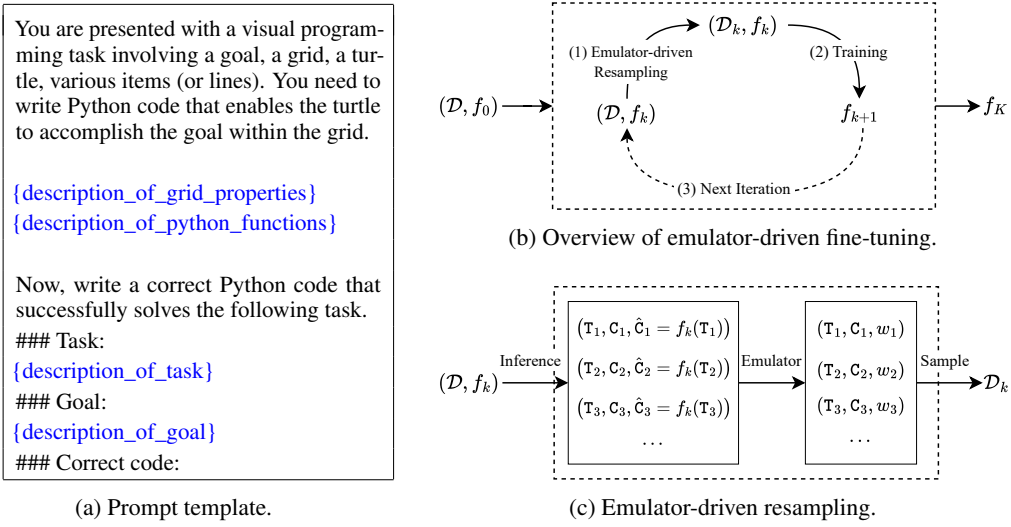 You are presented with a visual program-
ming task involving a goal, a grid, a tur-
tle, various items (or lines). You need to
write Python code that enables the turtle
to accomplish the goal within the grid.
{description_of_grid_properties}
{description_of_python_functions}
Now, write a correct Python code that
successfully solves the following task.
### Task:
{description_of_task}
### Goal:
{description_of_goal}
### Correct code:
(a) Prompt template.
(𝒟, f₀)
(1) Emulator-driven
Resampling
(𝒟, fₖ)
(𝒟ₖ, fₖ)
(2) Training
fₖ₊₁
(3) Next Iteration
f_K
(b) Overview of emulator-driven fine-tuning.
(𝒟, fₖ)
Inference
(T₁, C₁, Ĉ₁ = fₖ(T₁))
(T₂, C₂, Ĉ₂ = fₖ(T₂))
(T₃, C₃, Ĉ₃ = fₖ(T₃))
...
Emulator
(T₁, C₁, w₁)
(T₂, C₂, w₂)
(T₃, C₃, w₃)
...
Sample
𝒟ₖ
(c) Emulator-driven resampling.